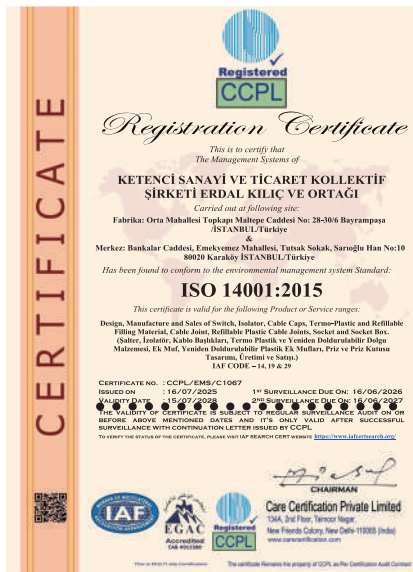 CERTIFICATE
Registered
CCPL
Registration Certificate
This is to certify that
The Management Systems of
KETENCİ SANAYİ VE TİCARET KOLLEKTİF
ŞİRKETİ ERDAL KILIÇ VE ORTAĞI
Carried out at following site:
Fabrika: Orta Mahallesi Topkapı Maltepe Caddesi No: 28-30/6 Bayrampaşa
/İSTANBUL/Türkiye
&
Merkez: Bankalar Caddesi, Emekyemez Mahallesi, Tutsak Sokak, Sarıoğlu Han No:10
80020 Karaköy İSTANBUL/Türkiye
Has been found to conform to the environmental management system Standard:
ISO 14001:2015
This certificate is valid for the following Product or Service ranges:
Design, Manufacture and Sales of Switch, Isolator, Cable Caps, Termo-Plastic and Refillable
Filling Material, Cable Joint, Refillable Plastic Cable Joints, Socket and Socket Box.
(Şalter, İzolatör, Kablo Başlıkları, Termo Plastik ve Yeniden Doldurulabilir Dolgu
Malzemesi, Ek Muf, Yeniden Doldurulabilir Plastik Ek Mufları, Priz ve Priz Kutusu
Tasarımı, Üretimi ve Satışı.)
IAF CODE – 14, 19 & 29
Certificate no. : CCPL/EMS/C1067
Issued on : 16/07/2025 1st Surveillance Due On: 16/06/2026
Validity Date : 15/07/2028 2nd Surveillance Due On: 16/06/2027
The validity of certificate is subject to regular surveillance audit on or
before above mentioned dates and it's only valid after successful
surveillance with continuation letter issued by CCPL
To verify the status of the certificate, please visit IAF SEARCH CERT website https://www.iafcertsearch.org/
CHAIRMAN
IAF
EGAC
Accredited
CAB
Registered
CCPL
Care Certification Private Limited
134A, 2nd Floor, Taimoor Nagar,
New Friends Colony, New Delhi-110065 (India)
www.carecertification.com
The certificate Remains the property of CCPL as Per Certification Audit Contract